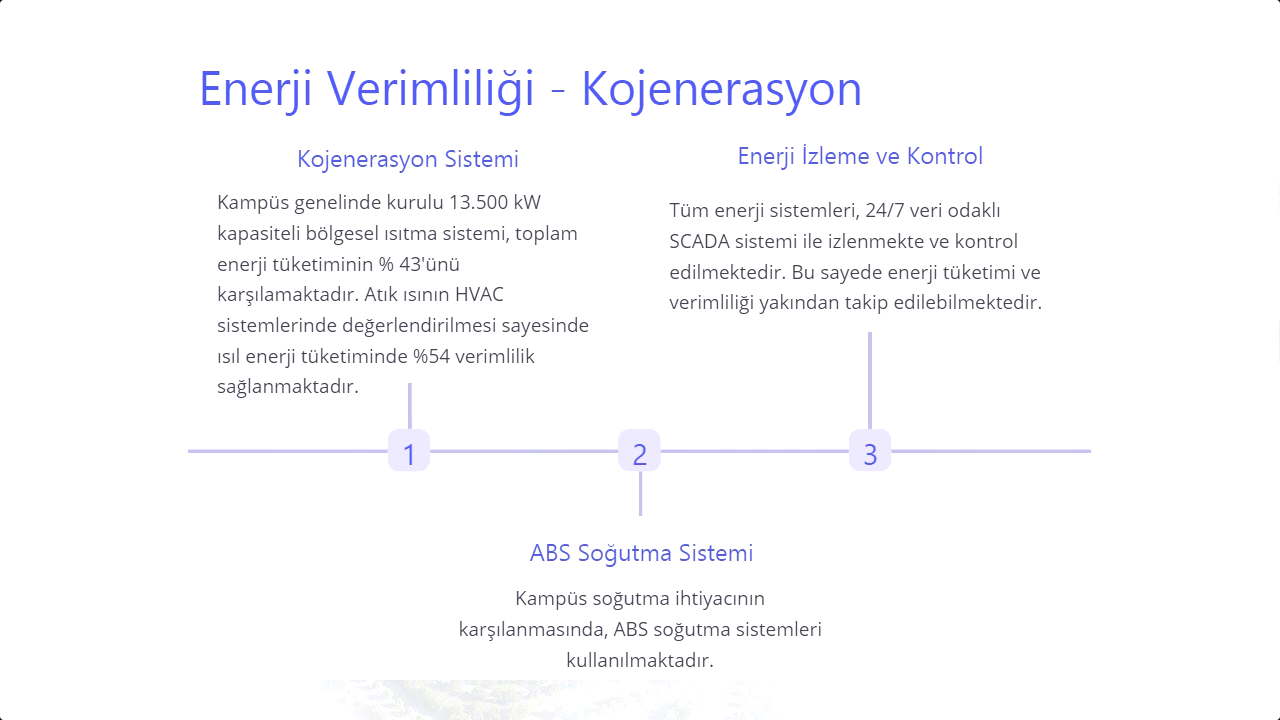 Enerji Verimliliği - Kojenerasyon
Kojenerasyon Sistemi
Kampüs genelinde kurulu 13.500 kW
kapasiteli bölgesel ısıtma sistemi, toplam
enerji tüketiminin % 43'ünü
karşılamaktadır. Atık ısının HVAC
sistemlerinde değerlendirilmesi sayesinde
ısıl enerji tüketiminde %54 verimlilik
sağlanmaktadır.
Enerji İzleme ve Kontrol
Tüm enerji sistemleri, 24/7 veri odaklı
SCADA sistemi ile izlenmekte ve kontrol
edilmektedir. Bu sayede enerji tüketimi ve
verimliliği yakından takip edilebilmektedir.
1
2
3
ABS Soğutma Sistemi
Kampüs soğutma ihtiyacının
karşılanmasında, ABS soğutma sistemleri
kullanılmaktadır.